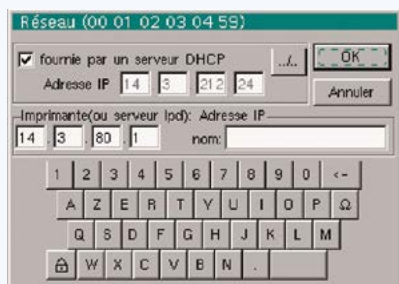 Réseau (00 01 02 03 04 59)
fournie par un serveur DHCP
../.. OK
Adresse IP 14 3 . 212 24
Annuler
Imprimante(ou serveur lpd): Adresse IP
14 . 3 . 80 . 1 nom:
1 2 3 4 5 6 7 8 9 0 <-
A Z E R T Y U I O P Ω
Q S D F G H J K L M
W X C V B N .